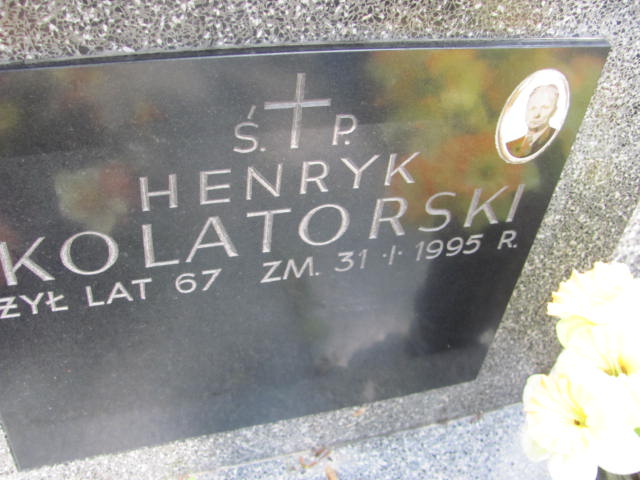 Ś. P.
HENRYK
KOLATORSKI
ŻYŁ LAT 67 ZM. 31·I·1995 R.